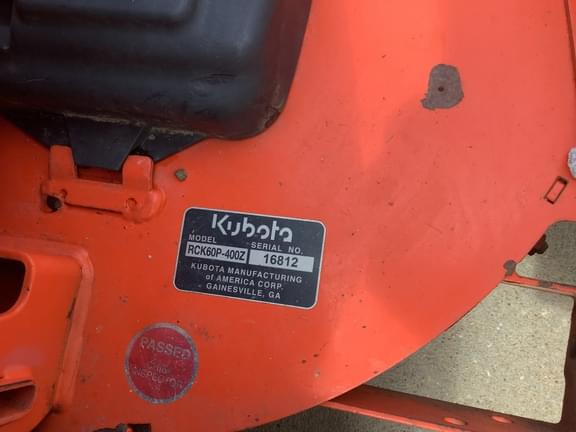 Kubota
MODEL SERIAL NO.
RCK60P-400Z 16812
KUBOTA MANUFACTURING
of AMERICA CORP.
GAINESVILLE, GA
PASSED